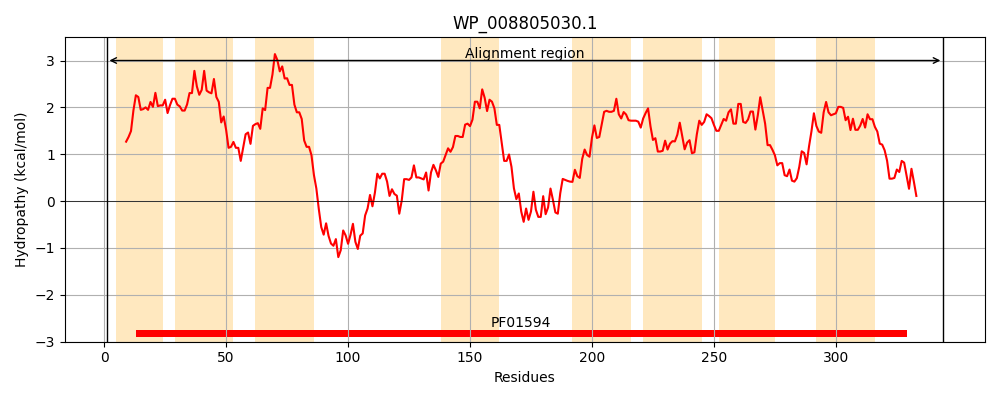 WP_008805030.1
Alignment region
Hydropathy (kcal/mol)
3
2
1
0
−1
−2
−3
PF01594
0 50 100 150 200 250 300
Residues